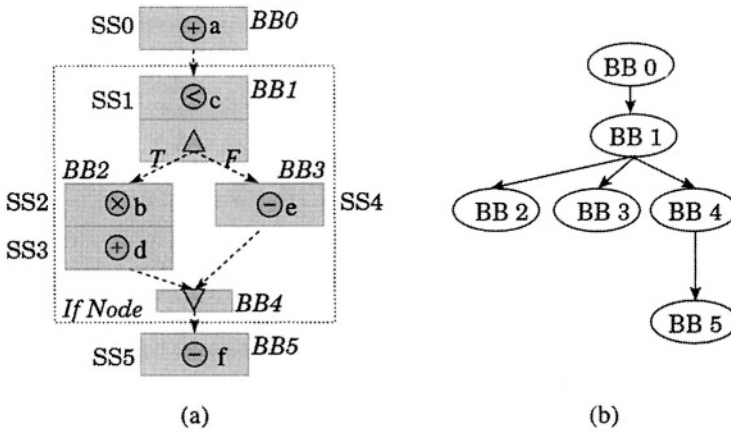 SS0 + a BB0
SS1 < c BB1
T F
BB2 BB3
SS2 × b − e SS4
SS3 + d
If Node BB4
SS5 − f BB5
(a)
BB 0
BB 1
BB 2 BB 3 BB 4
BB 5
(b)